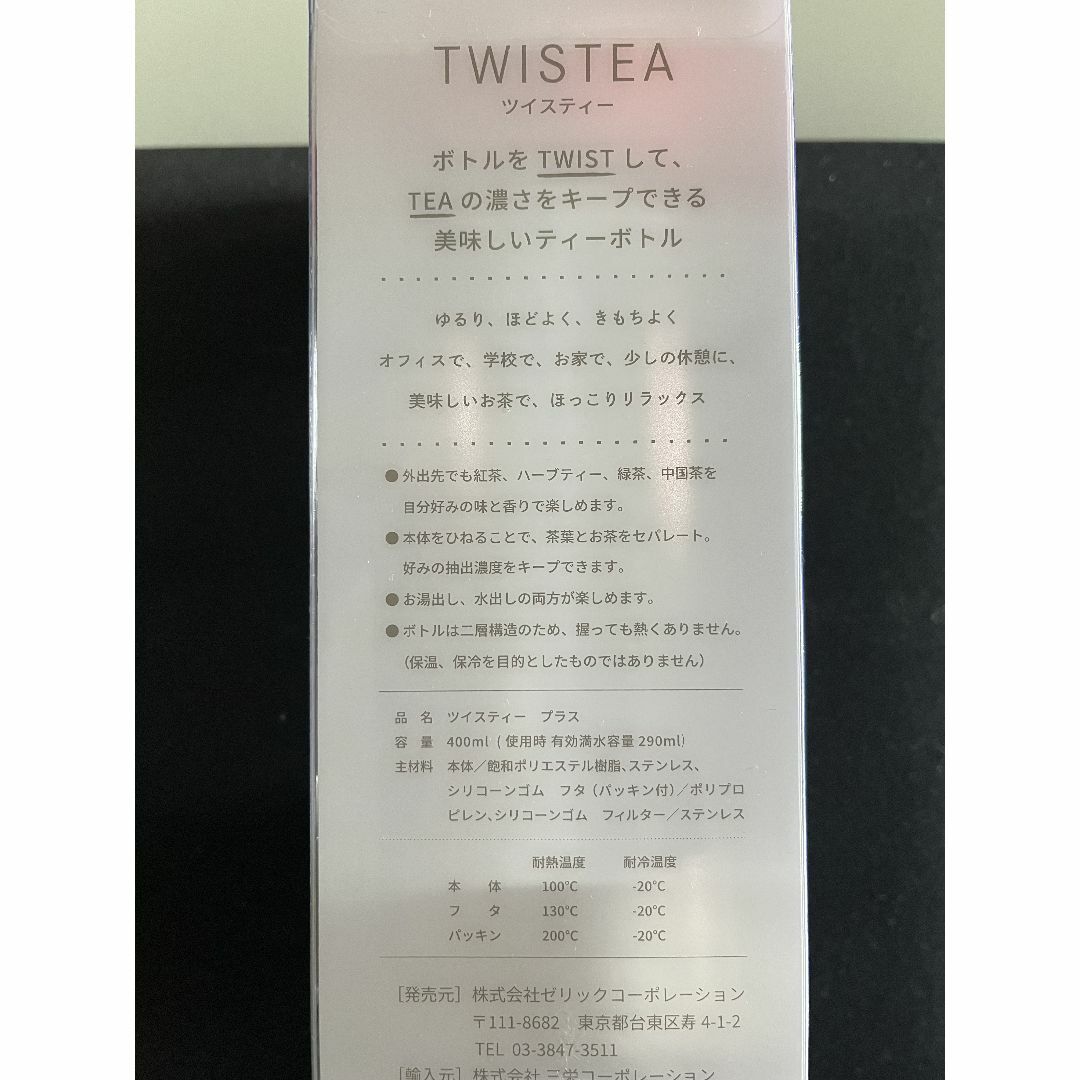 TWISTEA
ツイスティー
ボトルを TWIST して、
TEA の濃さをキープできる
美味しいティーボトル
ゆるり、ほどよく、きもちよく
オフィスで、学校で、お家で、少しの休憩に、
美味しいお茶で、ほっこりリラックス
● 外出先でも紅茶、ハーブティー、緑茶、中国茶を
自分好みの味と香りで楽しめます。
● 本体をひねることで、茶葉とお茶をセパレート。
好みの抽出濃度をキープできます。
● お湯出し、水出しの両方が楽しめます。
● ボトルは二層構造のため、握っても熱くありません。
（保温、保冷を目的としたものではありません）
品 名 ツイスティー プラス
容 量 400ml ( 使用時 有効満水容量 290ml)
主材料 本体／飽和ポリエステル樹脂、ステンレス、
シリコーンゴム フタ（パッキン付）／ポリプロ
ピレン、シリコーンゴム フィルター／ステンレス
耐熱温度 耐冷温度
本 体 100℃ -20℃
フ タ 130℃ -20℃
パッキン 200℃ -20℃
［発売元］株式会社ゼリックコーポレーション
〒111-8682 東京都台東区寿 4-1-2
TEL 03-3847-3511
［輸入元］株式会社 三栄コーポレーション